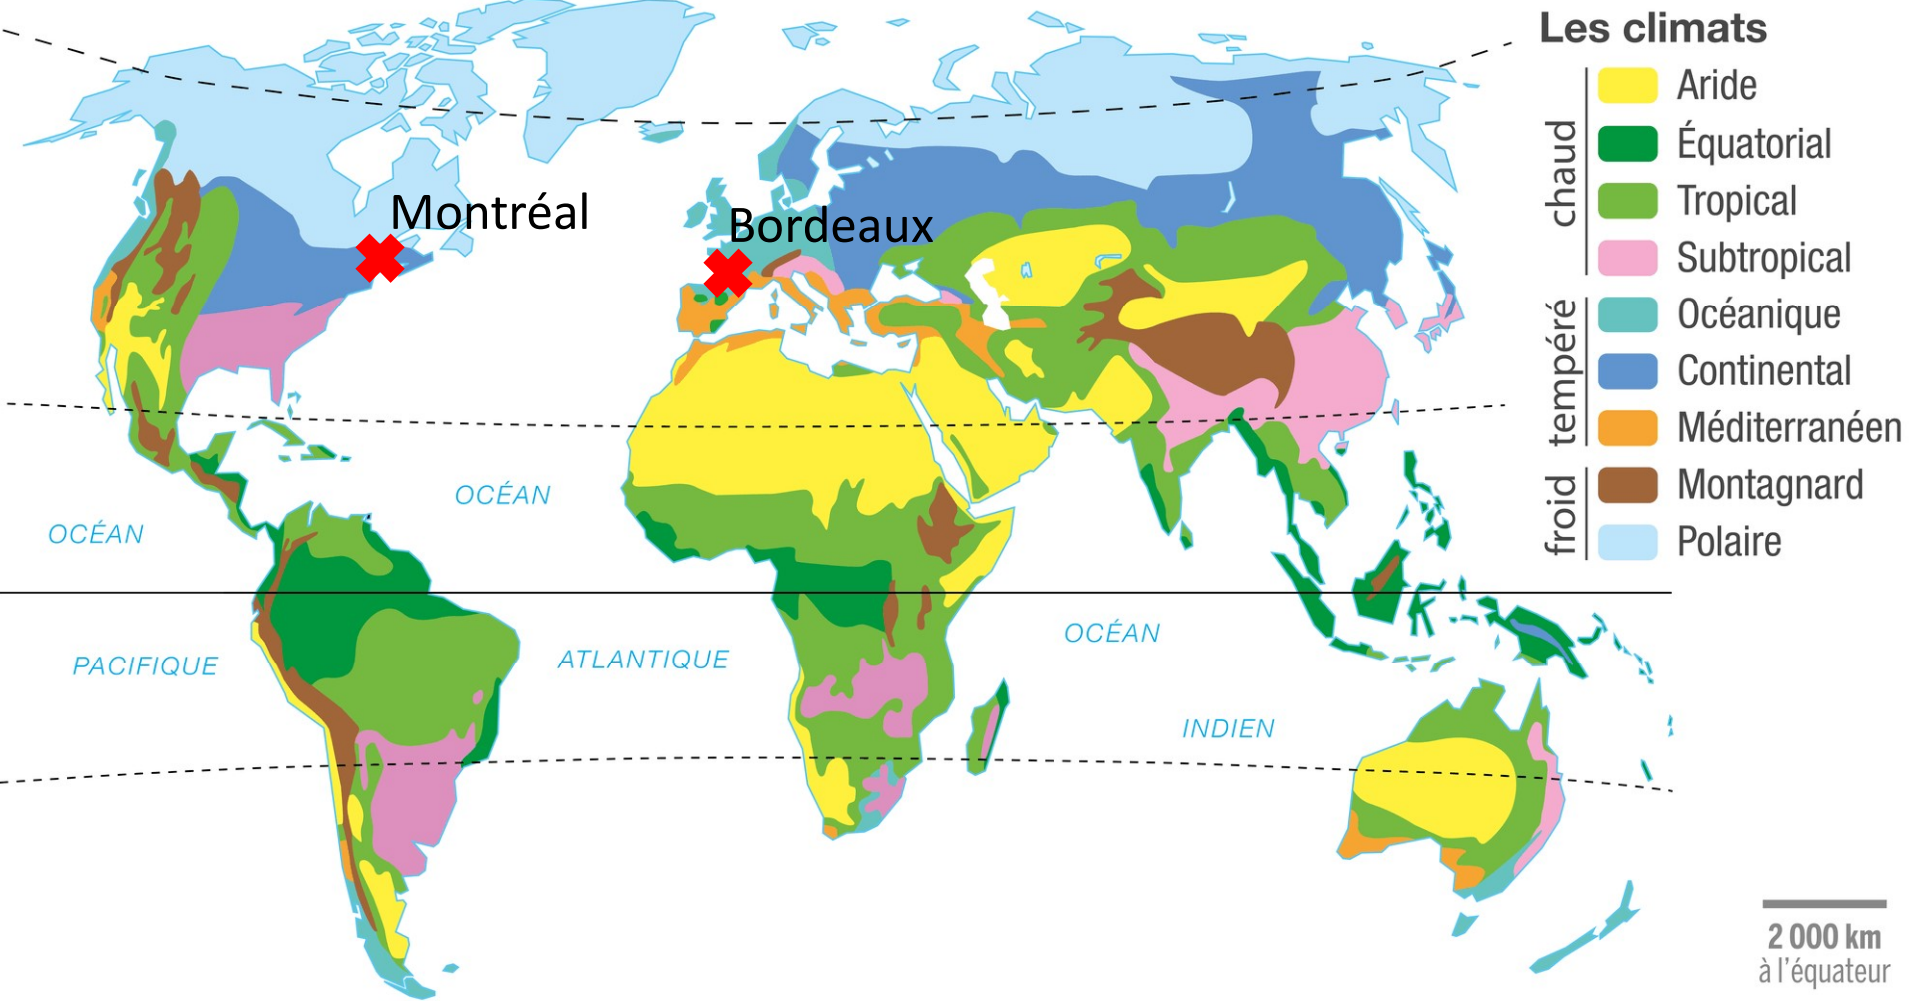 Les climats
chaud
Aride
Équatorial
Tropical
Subtropical
tempéré
Océanique
Continental
Méditerranéen
froid
Montagnard
Polaire
Montréal
Bordeaux
OCÉAN
PACIFIQUE
OCÉAN
ATLANTIQUE
OCÉAN
INDIEN
2 000 km
à l'équateur